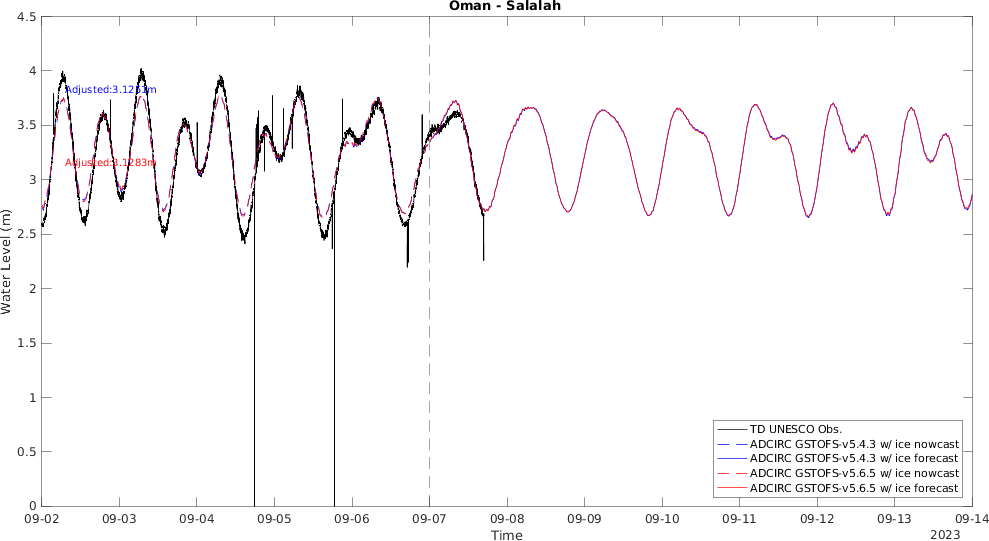 Oman - Salalah
4.5
4
3.5
3
2.5
2
1.5
1
0.5
0
Water Level (m)
Adjusted:3.1251m
Adjusted:3.1283m
TD UNESCO Obs.
ADCIRC GSTOFS-v5.4.3 w/ ice nowcast
ADCIRC GSTOFS-v5.4.3 w/ ice forecast
ADCIRC GSTOFS-v5.6.5 w/ ice nowcast
ADCIRC GSTOFS-v5.6.5 w/ ice forecast
09-02 09-03 09-04 09-05 09-06 09-07 09-08 09-09 09-10 09-11 09-12 09-13 09-14
Time
2023